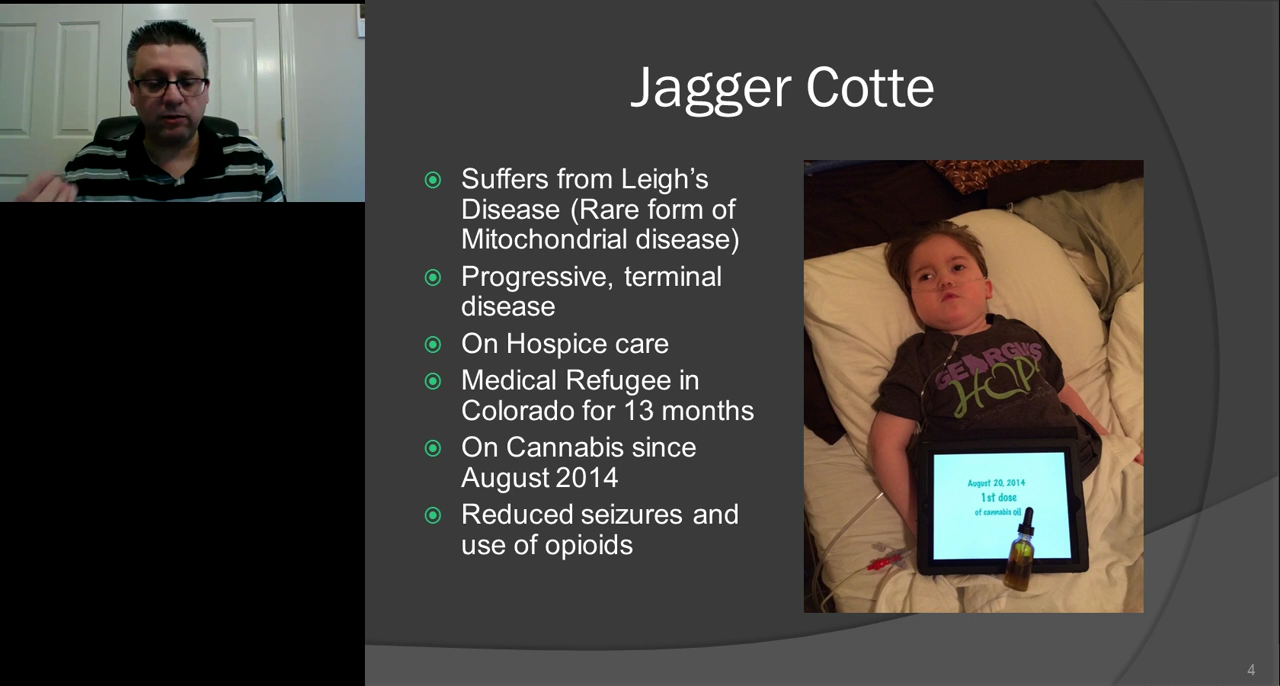 Jagger Cotte
Suffers from Leigh’s
Disease (Rare form of
Mitochondrial disease)
Progressive, terminal
disease
On Hospice care
Medical Refugee in
Colorado for 13 months
On Cannabis since
August 2014
Reduced seizures and
use of opioids
GEORGIA'S
HOPE
August 20, 2014
1st dose
of cannabis oil
4